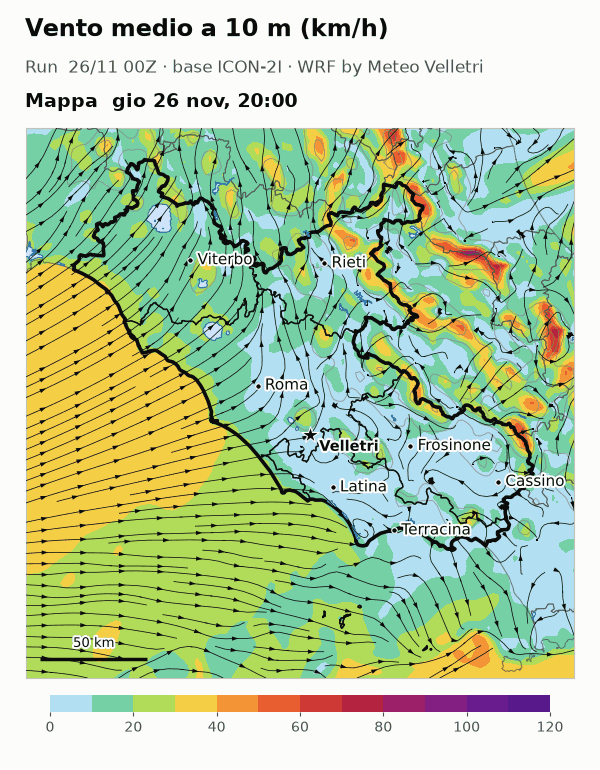 Vento medio a 10 m (km/h)
Run  26/11 00Z · base ICON-2I · WRF by Meteo Velletri
Mappa  gio 26 nov, 20:00
Viterbo
Rieti
Roma
Velletri
Frosinone
Latina
Cassino
Terracina
50 km
0 20 40 60 80 100 120